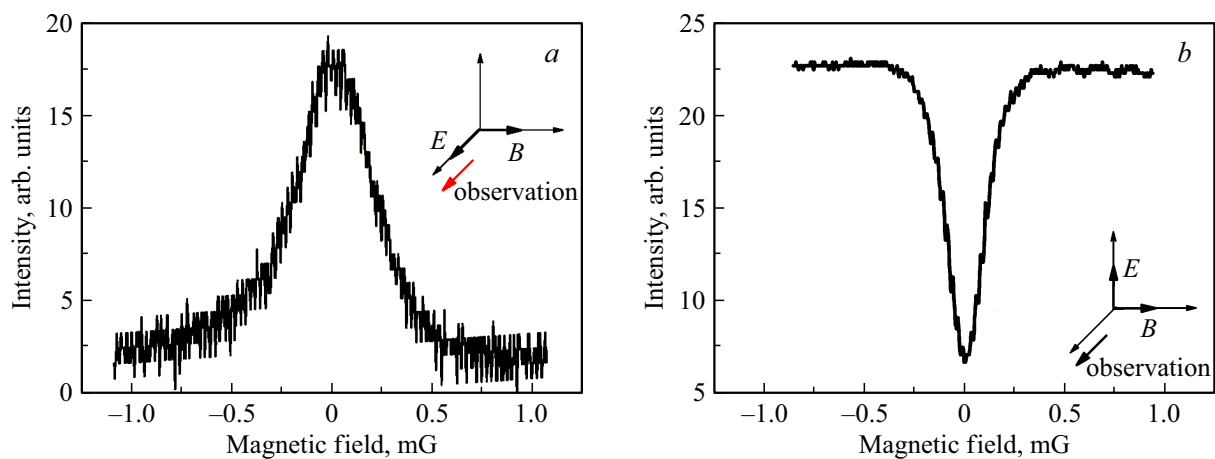 20
15
10
5
0
Intensity, arb. units
a
E
B
observation
–1.0
–0.5
0
0.5
1.0
Magnetic field, mG
25
20
15
10
5
Intensity, arb. units
b
E
B
observation
–1.0
–0.5
0
0.5
1.0
Magnetic field, mG